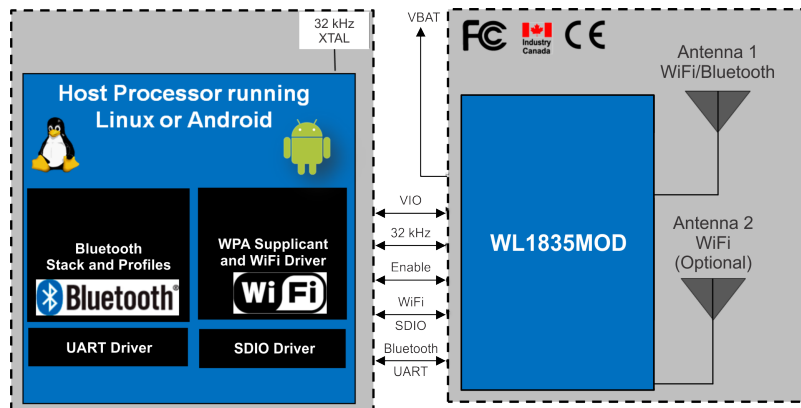 32 kHz
XTAL
Host Processor running
Linux or Android
Bluetooth
Stack and Profiles
Bluetooth®
WPA Supplicant
and WiFi Driver
WiFi
UART Driver
SDIO Driver
VBAT
VIO
32 kHz
Enable
WiFi
SDIO
Bluetooth
UART
FC
Industry
Canada
CE
WL1835MOD
Antenna 1
WiFi/Bluetooth
Antenna 2
WiFi
(Optional)